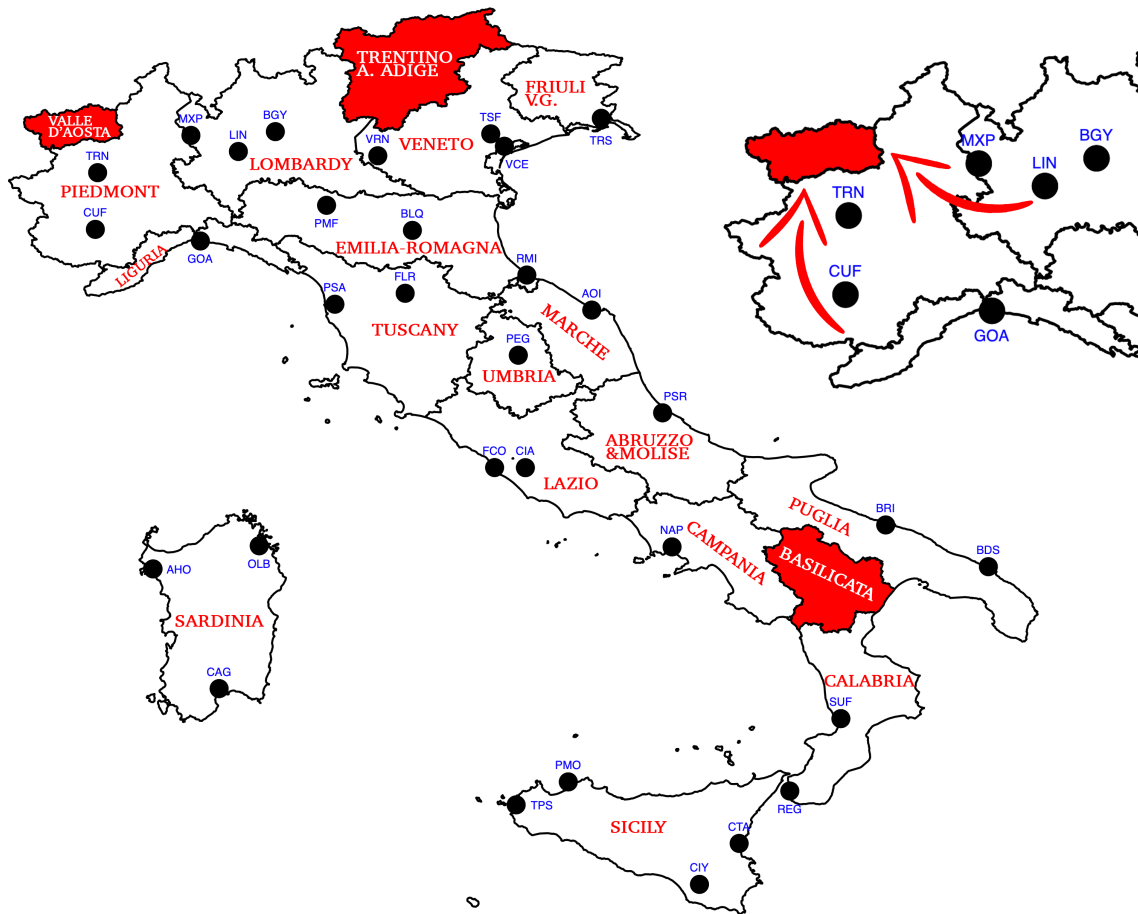 TRENTINO
A. ADIGE
FRIULI
V.G.
VALLE
D'AOSTA
MXP
BGY
LIN
TSF
VRN
VENETO
VCE
TRS
TRN
LOMBARDY
PIEDMONT
CUF
PMF
BLQ
EMILIA-ROMAGNA
LIGURIA
GOA
RMI
PSA
FLR
AOI
TUSCANY
MARCHE
PEG
UMBRIA
PSR
ABRUZZO
&MOLISE
FCO
CIA
LAZIO
PUGLIA
BRI
NAP
CAMPANIA
BASILICATA
BDS
AHO
OLB
SARDINIA
CAG
CALABRIA
SUF
PMO
TPS
REG
SICILY
CTA
CIY
MXP
BGY
LIN
TRN
CUF
GOA